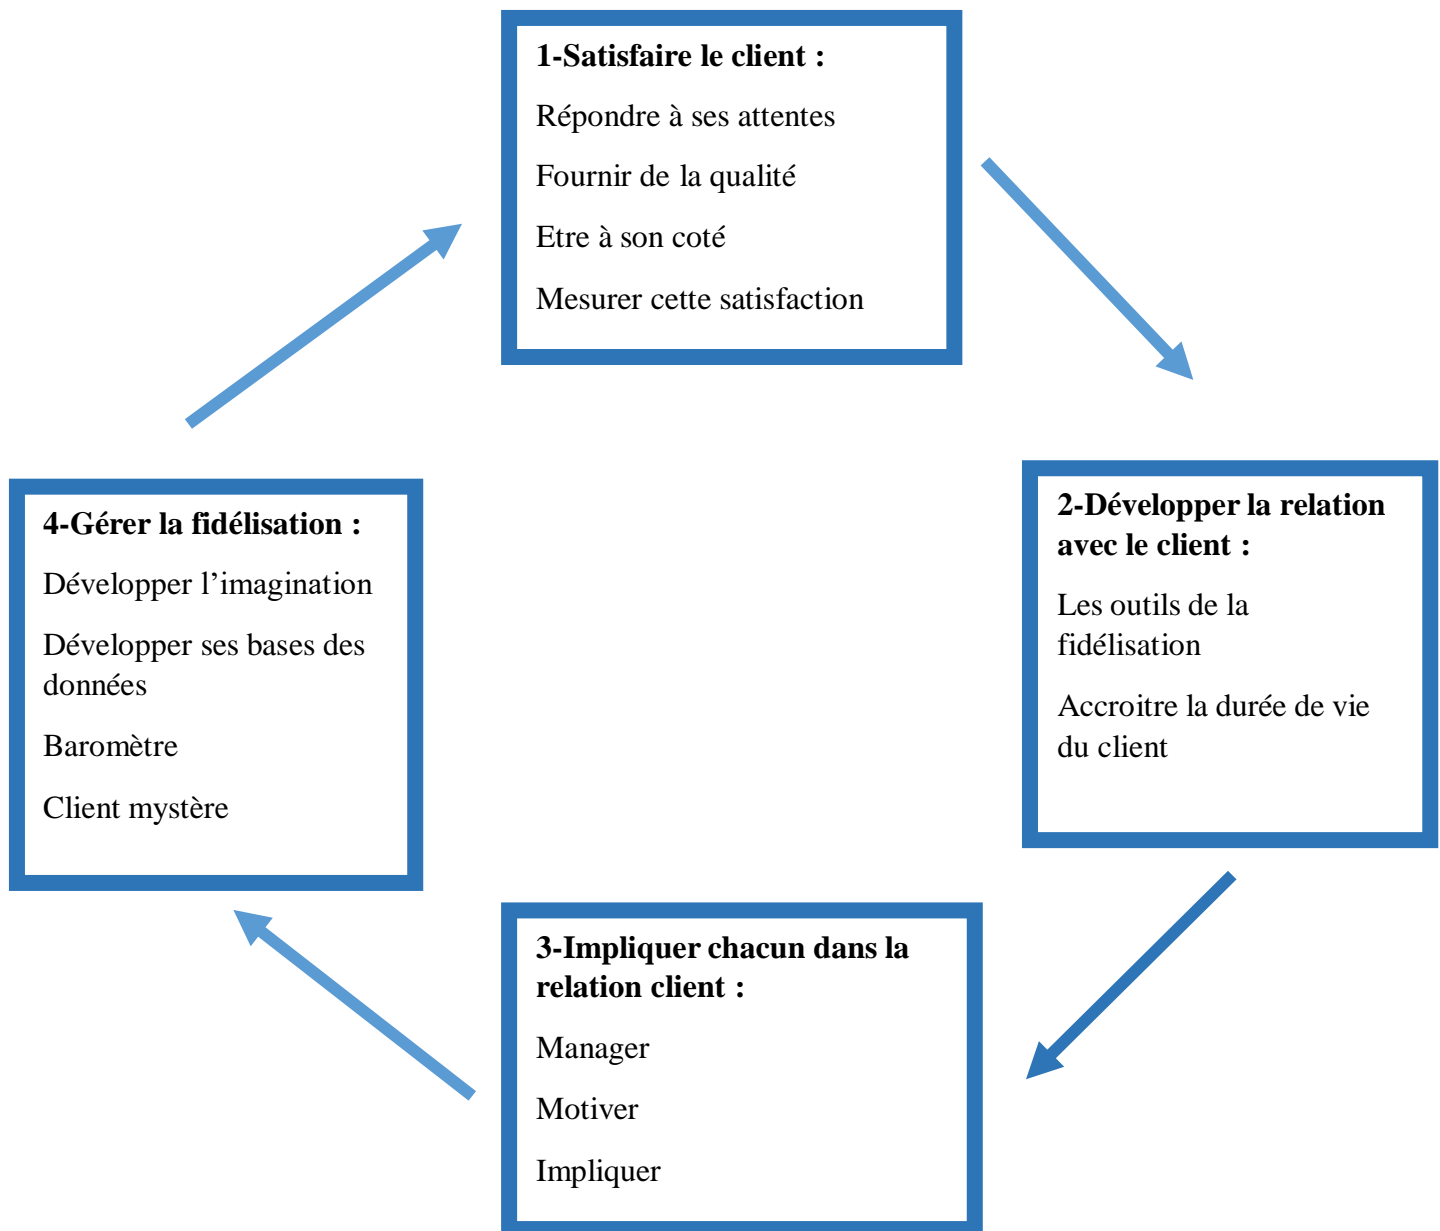 1-Satisfaire le client :
Répondre à ses attentes
Fournir de la qualité
Etre à son coté
Mesurer cette satisfaction
2-Développer la relation
avec le client :
Les outils de la
fidélisation
Accroitre la durée de vie
du client
3-Impliquer chacun dans la
relation client :
Manager
Motiver
Impliquer
4-Gérer la fidélisation :
Développer l’imagination
Développer ses bases des
données
Baromètre
Client mystère